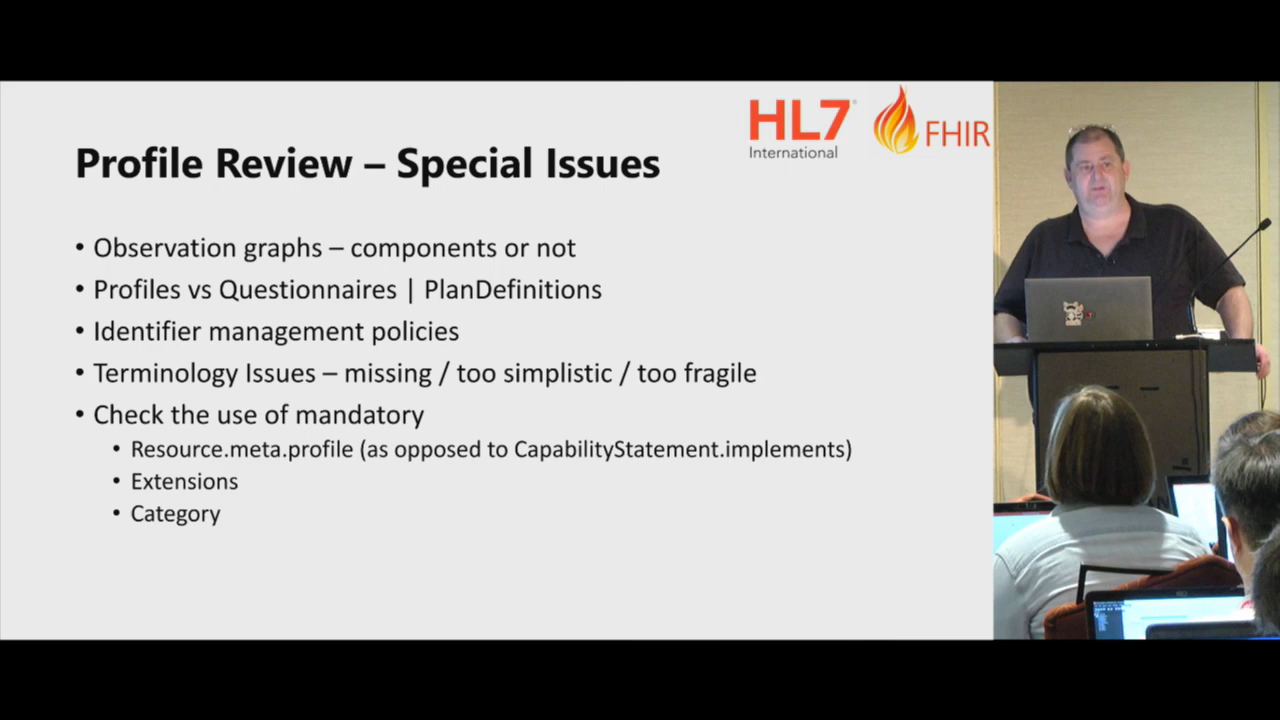 HL7
International
FHIR
Profile Review – Special Issues
• Observation graphs – components or not
• Profiles vs Questionnaires | PlanDefinitions
• Identifier management policies
• Terminology Issues – missing / too simplistic / too fragile
• Check the use of mandatory
• Resource.meta.profile (as opposed to CapabilityStatement.implements)
• Extensions
• Category